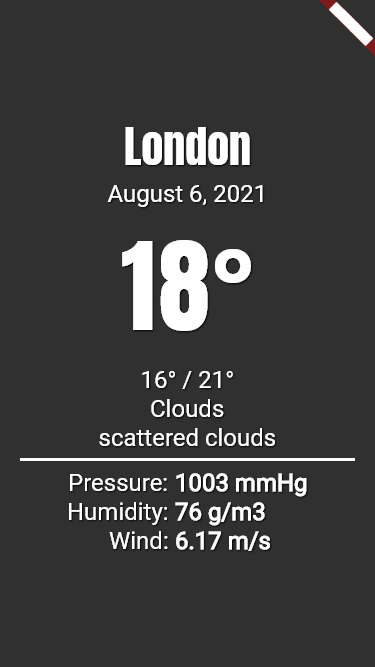 London
August 6, 2021
18°
16° / 21°
Clouds
scattered clouds
Pressure: 1003 mmHg
Humidity: 76 g/m3
Wind: 6.17 m/s